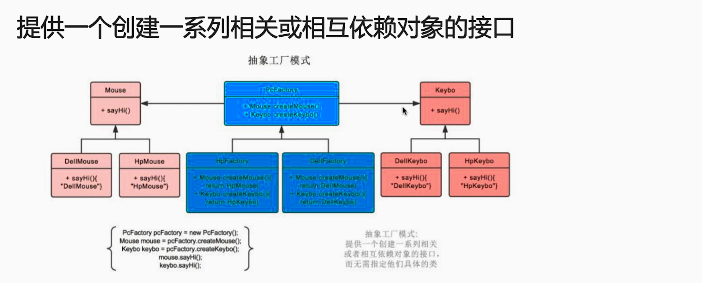 提供一个创建一系列相关或相互依赖对象的接口
抽象工厂模式
Mouse
+ sayHi()
PcFactory
+ Mouse createMouse();
+ Keybo createKeybo();
Keybo
+ sayHi()
DellMouse
+ sayHi(){
"DellMouse"}
HpMouse
+ sayHi(){
"HpMouse"}
HpFactory
+ Mouse createMouse(){
return HpMouse}
+ Keybo createKeybo(){
return HpKeybo}
DellFactory
+ Mouse createMouse(){
return DellMouse}
+ Keybo createKeybo(){
return DellKeybo}
DellKeybo
+ sayHi(){
"DellKeybo"}
HpKeybo
+ sayHi(){
"HpKeybo"}
PcFactory pcFactory = new PcFactory();
Mouse mouse = pcFactory.createMouse();
Keybo keybo = pcFactory.createKeybo();
mouse.sayHi();
keybo.sayHi();
抽象工厂模式:
提供一个创建一系列相关
或者相互依赖对象的接口，
而无需指定他们具体的类